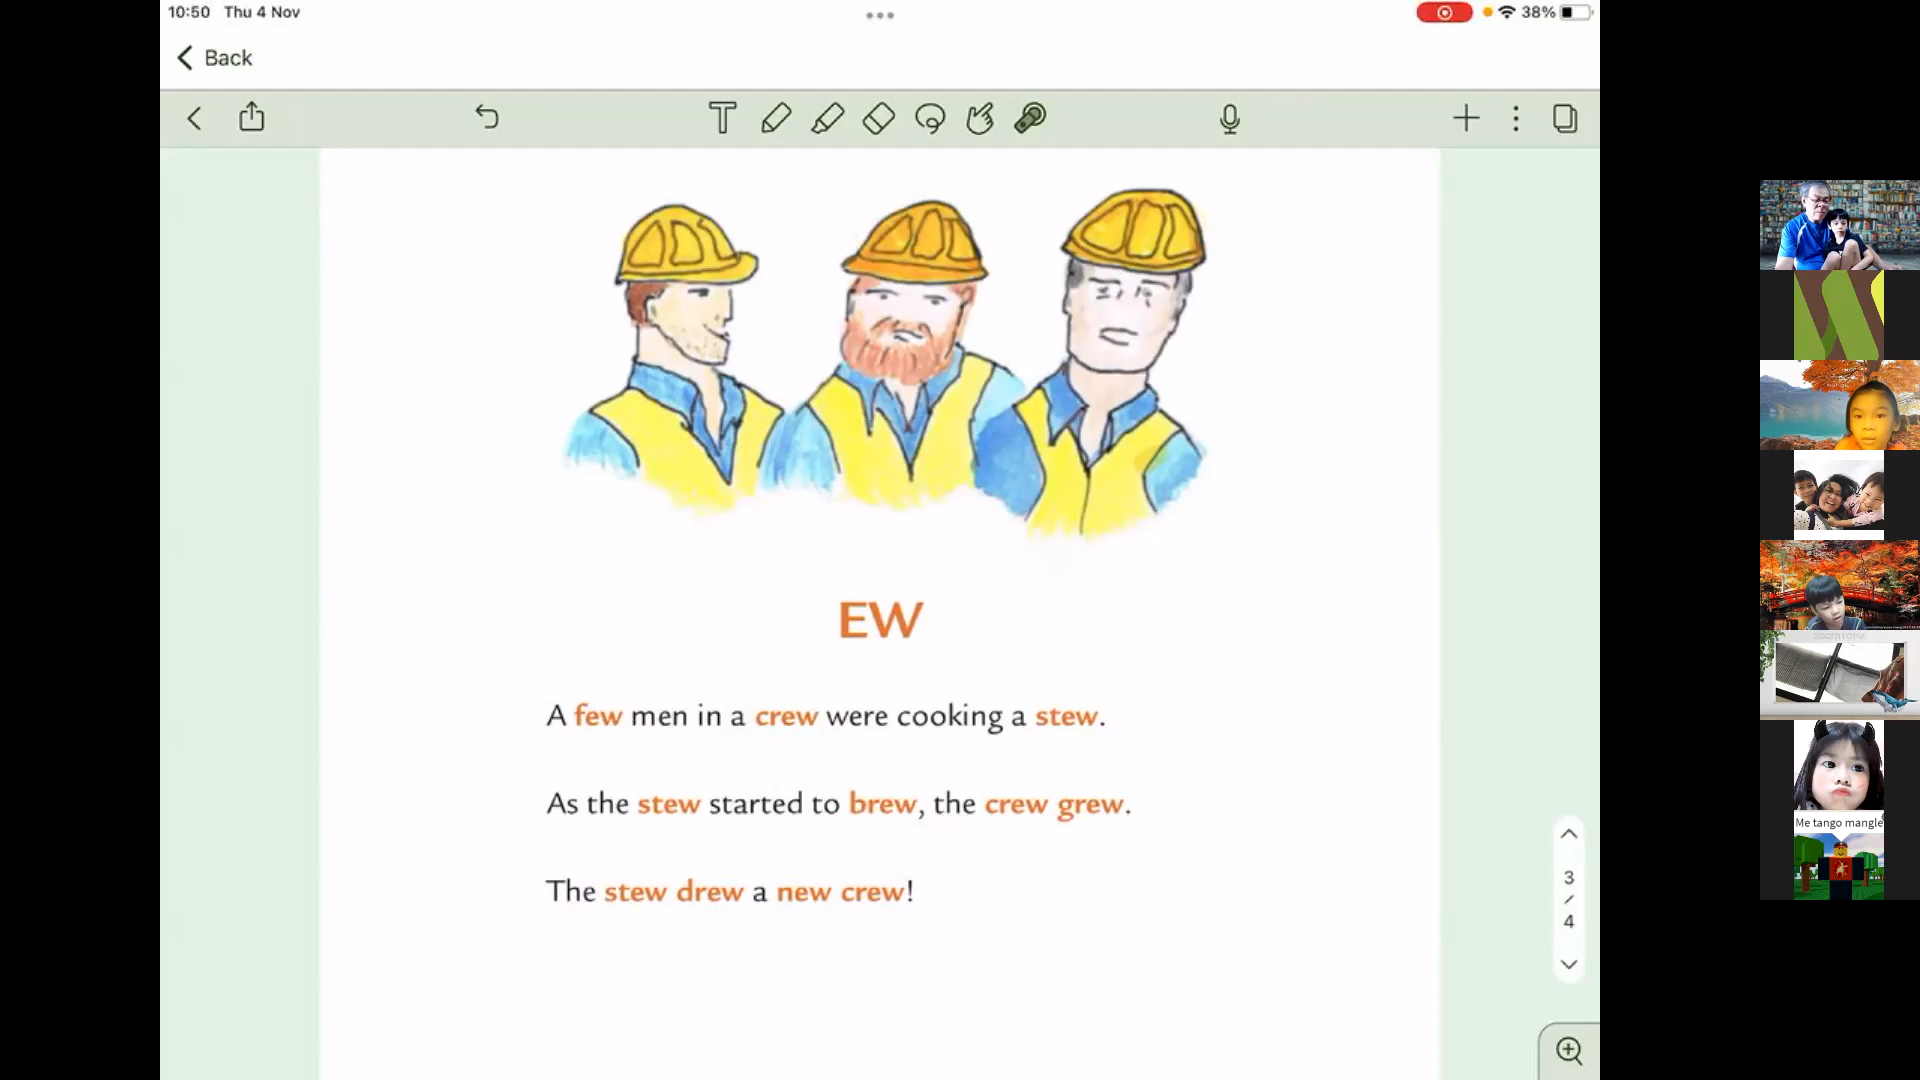 10:50 Thu 4 Nov
38%
Back
EW
A few men in a crew were cooking a stew.
As the stew started to brew, the crew grew.
The stew drew a new crew!
3
/
4
ZOOMTOPIA
Me tango mangle